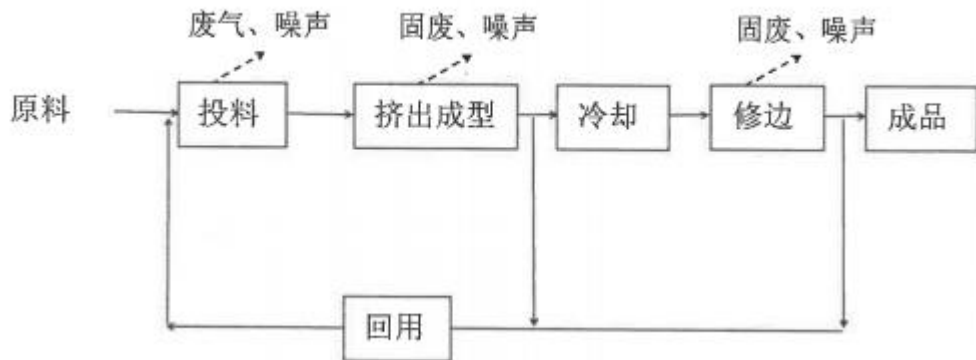 废气、噪声
固废、噪声
固废、噪声
原料
投料
挤出成型
冷却
修边
成品
回用